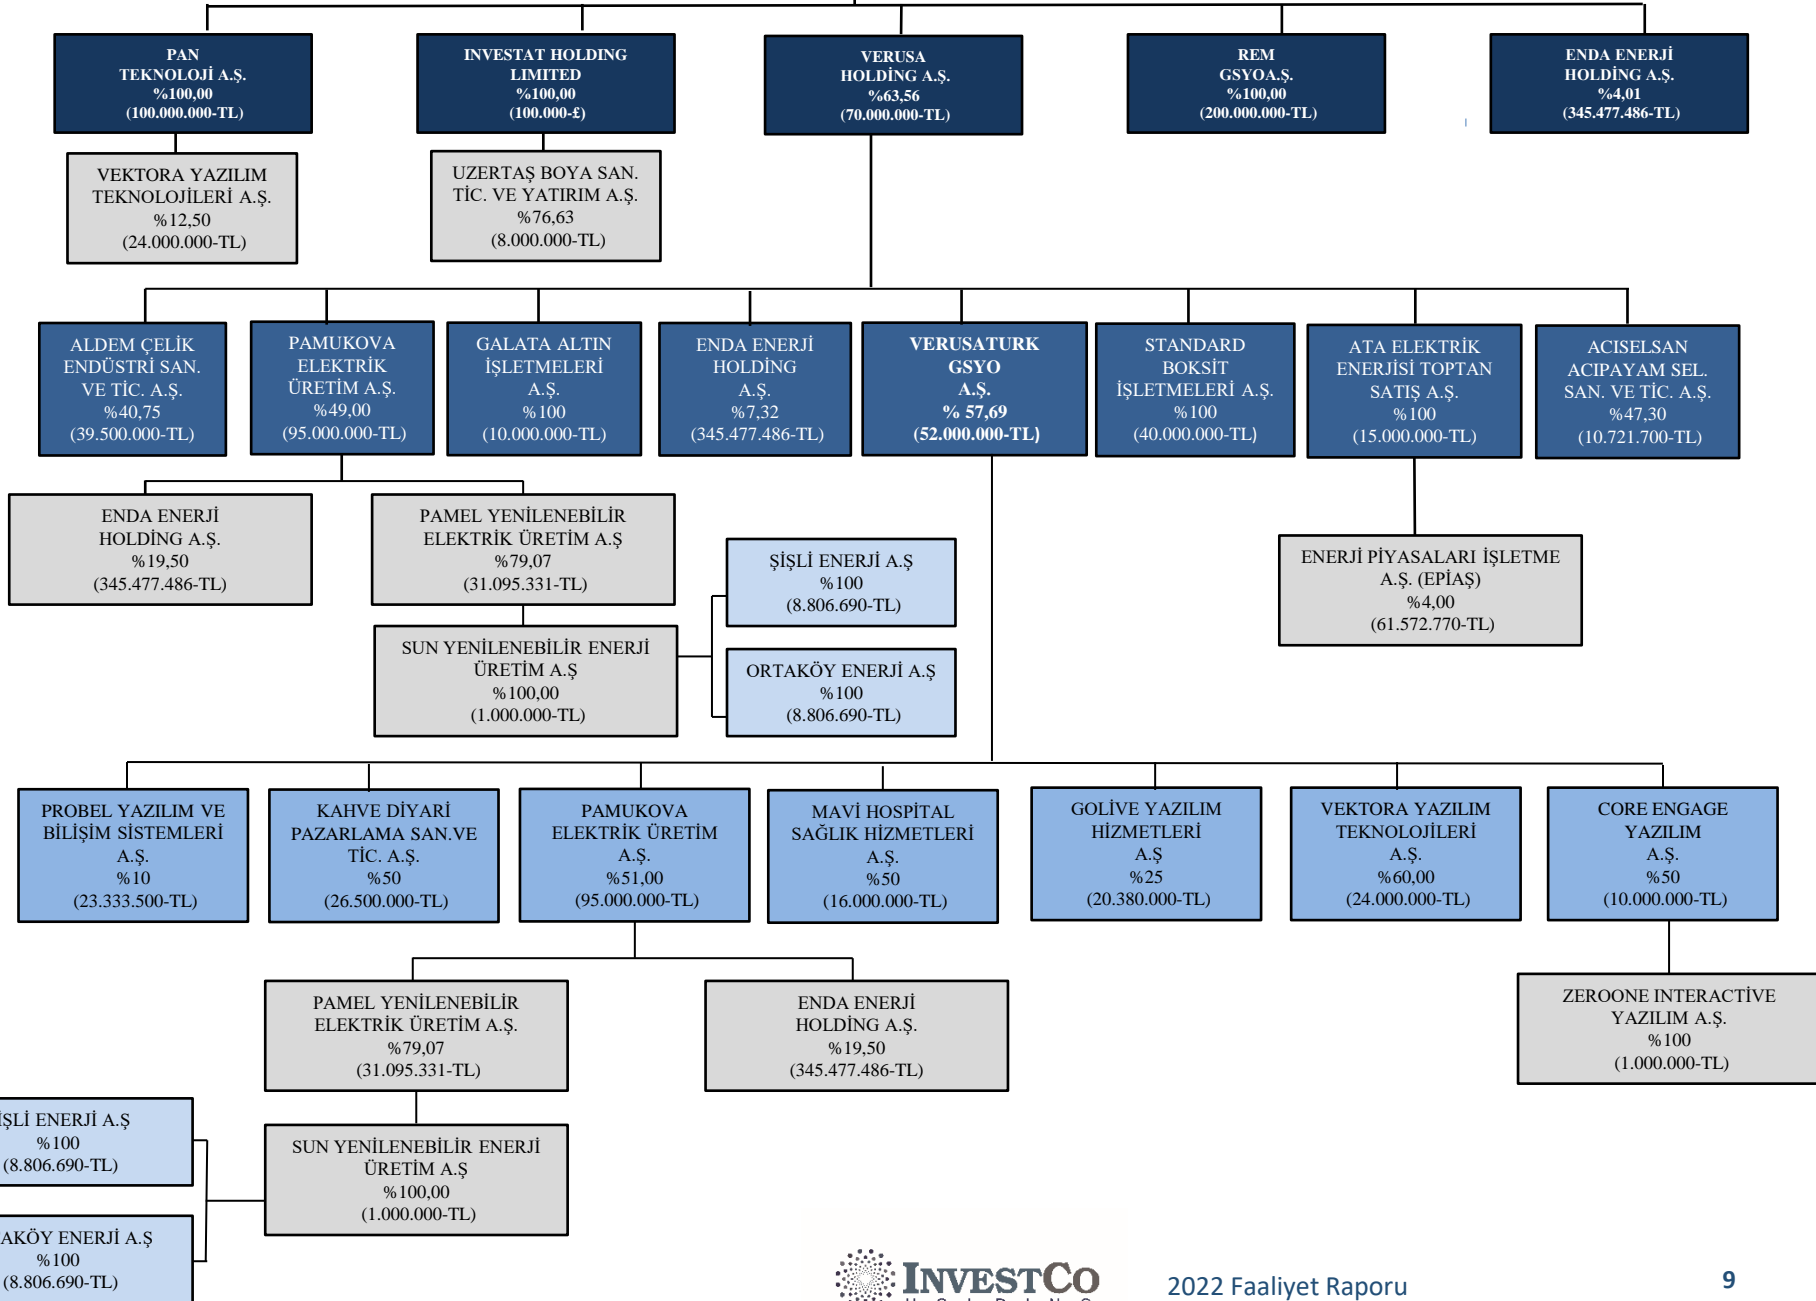 PAN
TEKNOLOJİ A.Ş.
%100,00
(100.000.000-TL)
INVESTAT HOLDING
LIMITED
%100,00
(100.000-£)
VERUSA
HOLDİNG A.Ş.
%63,56
(70.000.000-TL)
REM
GSYOA.Ş.
%100,00
(200.000.000-TL)
ENDA ENERJİ
HOLDİNG A.Ş.
%4,01
(345.477.486-TL)
VEKTORA YAZILIM
TEKNOLOJİLERİ A.Ş.
%12,50
(24.000.000-TL)
UZERTAŞ BOYA SAN.
TİC. VE YATIRIM A.Ş.
%76,63
(8.000.000-TL)
ALDEM ÇELİK
ENDÜSTRİ SAN.
VE TİC. A.Ş.
%40,75
(39.500.000-TL)
PAMUKOVA
ELEKTRİK
ÜRETİM A.Ş.
%49,00
(95.000.000-TL)
GALATA ALTIN
İŞLETMELERİ
A.Ş.
%100
(10.000.000-TL)
ENDA ENERJİ
HOLDİNG
A.Ş.
%7,32
(345.477.486-TL)
VERUSATURK
GSYO
A.Ş.
% 57,69
(52.000.000-TL)
STANDARD
BOKSİT
İŞLETMELERİ A.Ş.
%100
(40.000.000-TL)
ATA ELEKTRİK
ENERJİSİ TOPTAN
SATIŞ A.Ş.
%100
(15.000.000-TL)
ACISELSAN
ACIPAYAM SEL.
SAN. VE TİC. A.Ş.
%47,30
(10.721.700-TL)
ENDA ENERJİ
HOLDİNG A.Ş.
%19,50
(345.477.486-TL)
PAMEL YENİLENEBİLİR
ELEKTRİK ÜRETİM A.Ş
%79,07
(31.095.331-TL)
ŞİŞLİ ENERJİ A.Ş
%100
(8.806.690-TL)
ENERJİ PİYASALARI İŞLETME
A.Ş. (EPİAŞ)
%4,00
(61.572.770-TL)
SUN YENİLENEBİLİR ENERJİ
ÜRETİM A.Ş
%100,00
(1.000.000-TL)
ORTAKÖY ENERJİ A.Ş
%100
(8.806.690-TL)
PROBEL YAZILIM VE
BİLİŞİM SİSTEMLERİ
A.Ş.
%10
(23.333.500-TL)
KAHVE DİYARİ
PAZARLAMA SAN.VE
TİC. A.Ş.
%50
(26.500.000-TL)
PAMUKOVA
ELEKTRİK ÜRETİM
A.Ş.
%51,00
(95.000.000-TL)
MAVİ HOSPİTAL
SAĞLIK HİZMETLERİ
A.Ş.
%50
(16.000.000-TL)
GOLİVE YAZILIM
HİZMETLERİ
A.Ş
%25
(20.380.000-TL)
VEKTORA YAZILIM
TEKNOLOJİLERİ
A.Ş.
%60,00
(24.000.000-TL)
CORE ENGAGE
YAZILIM
A.Ş.
%50
(10.000.000-TL)
PAMEL YENİLENEBİLİR
ELEKTRİK ÜRETİM A.Ş.
%79,07
(31.095.331-TL)
ENDA ENERJİ
HOLDİNG A.Ş.
%19,50
(345.477.486-TL)
ZEROONE INTERACTİVE
YAZILIM A.Ş.
%100
(1.000.000-TL)
İŞLİ ENERJİ A.Ş
%100
(8.806.690-TL)
SUN YENİLENEBİLİR ENERJİ
ÜRETİM A.Ş
%100,00
(1.000.000-TL)
AKÖY ENERJİ A.Ş
%100
(8.806.690-TL)
INVESTCO
2022 Faaliyet Raporu
9